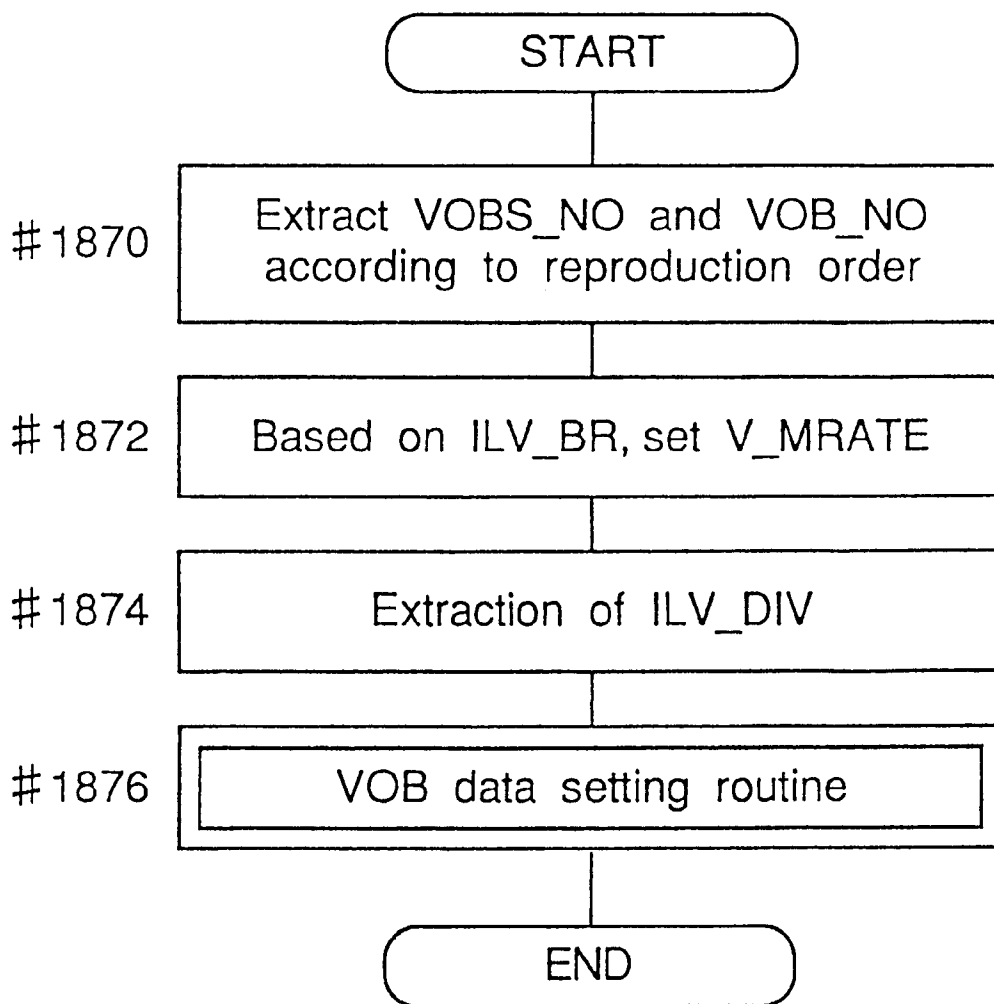 START
#1870
Extract VOBS_NO and VOB_NO
according to reproduction order
#1872
Based on ILV_BR, set V_MRATE
#1874
Extraction of ILV_DIV
#1876
VOB data setting routine
END